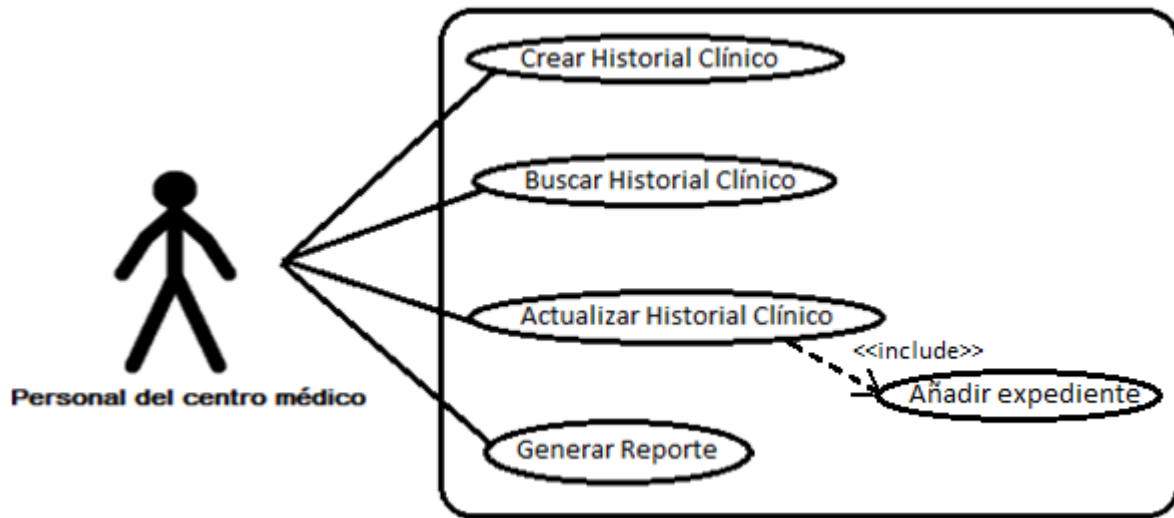 Crear Historial Clínico
Buscar Historial Clínico
Actualizar Historial Clínico
<<include>>
Añadir expediente
Personal del centro médico
Generar Reporte